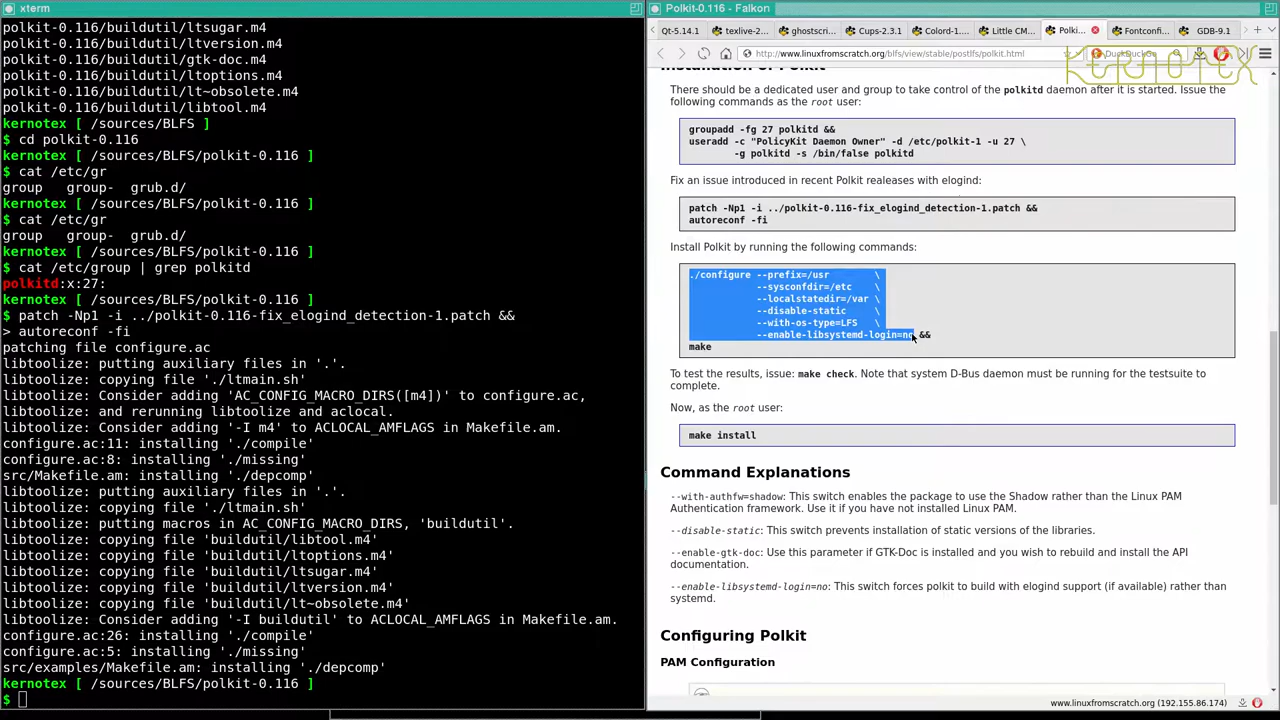 xterm
polkit-0.116/buildutil/ltsugar.m4
polkit-0.116/buildutil/ltversion.m4
polkit-0.116/buildutil/gtk-doc.m4
polkit-0.116/buildutil/ltoptions.m4
polkit-0.116/buildutil/lt~obsolete.m4
polkit-0.116/buildutil/libtool.m4
kernotex [ /sources/BLFS ]
$ cd polkit-0.116
kernotex [ /sources/BLFS/polkit-0.116 ]
$ cat /etc/gr
group   group-  grub.d/
kernotex [ /sources/BLFS/polkit-0.116 ]
$ cat /etc/gr
group   group-  grub.d/
kernotex [ /sources/BLFS/polkit-0.116 ]
$ cat /etc/group | grep polkitd
polkitd:x:27:
kernotex [ /sources/BLFS/polkit-0.116 ]
$ patch -Np1 -i ../polkit-0.116-fix_elogind_detection-1.patch &&
> autoreconf -fi
patching file configure.ac
libtoolize: putting auxiliary files in '.'.
libtoolize: copying file './ltmain.sh'
libtoolize: Consider adding 'AC_CONFIG_MACRO_DIRS([m4])' to configure.ac,
libtoolize: and rerunning libtoolize and aclocal.
libtoolize: Consider adding '-I m4' to ACLOCAL_AMFLAGS in Makefile.am.
configure.ac:11: installing './compile'
configure.ac:8: installing './missing'
src/Makefile.am: installing './depcomp'
libtoolize: putting auxiliary files in '.'.
libtoolize: copying file './ltmain.sh'
libtoolize: putting macros in AC_CONFIG_MACRO_DIRS, 'buildutil'.
libtoolize: copying file 'buildutil/libtool.m4'
libtoolize: copying file 'buildutil/ltoptions.m4'
libtoolize: copying file 'buildutil/ltsugar.m4'
libtoolize: copying file 'buildutil/ltversion.m4'
libtoolize: copying file 'buildutil/lt~obsolete.m4'
libtoolize: Consider adding '-I buildutil' to ACLOCAL_AMFLAGS in Makefile.am.
configure.ac:26: installing './compile'
configure.ac:5: installing './missing'
src/examples/Makefile.am: installing './depcomp'
kernotex [ /sources/BLFS/polkit-0.116 ]
$
Polkit-0.116 - Falkon
Qt-5.14.1
texlive-2...
ghostscri...
Cups-2.3.1
Colord-1....
Little CM...
Polki...
Fontconf...
GDB-9.1
http://www.linuxfromscratch.org/blfs/view/stable/postlfs/polkit.html
DuckDuckGo
KERNOTEX
Installation of Polkit
There should be a dedicated user and group to take control of the polkitd daemon after it is started. Issue the
following commands as the root user:
groupadd -fg 27 polkitd &&
useradd -c "PolicyKit Daemon Owner" -d /etc/polkit-1 -u 27 \
-g polkitd -s /bin/false polkitd
Fix an issue introduced in recent Polkit realeases with elogind:
patch -Np1 -i ../polkit-0.116-fix_elogind_detection-1.patch &&
autoreconf -fi
Install Polkit by running the following commands:
./configure --prefix=/usr \
--sysconfdir=/etc \
--localstatedir=/var \
--disable-static \
--with-os-type=LFS \
--enable-libsystemd-login=no &&
make
To test the results, issue: make check. Note that system D-Bus daemon must be running for the testsuite to
complete.
Now, as the root user:
make install
Command Explanations
--with-authfw=shadow: This switch enables the package to use the Shadow rather than the Linux PAM
Authentication framework. Use it if you have not installed Linux PAM.
--disable-static: This switch prevents installation of static versions of the libraries.
--enable-gtk-doc: Use this parameter if GTK-Doc is installed and you wish to rebuild and install the API
documentation.
--enable-libsystemd-login=no: This switch forces polkit to build with elogind support (if available) rather than
systemd.
Configuring Polkit
PAM Configuration
www.linuxfromscratch.org (192.155.86.174)